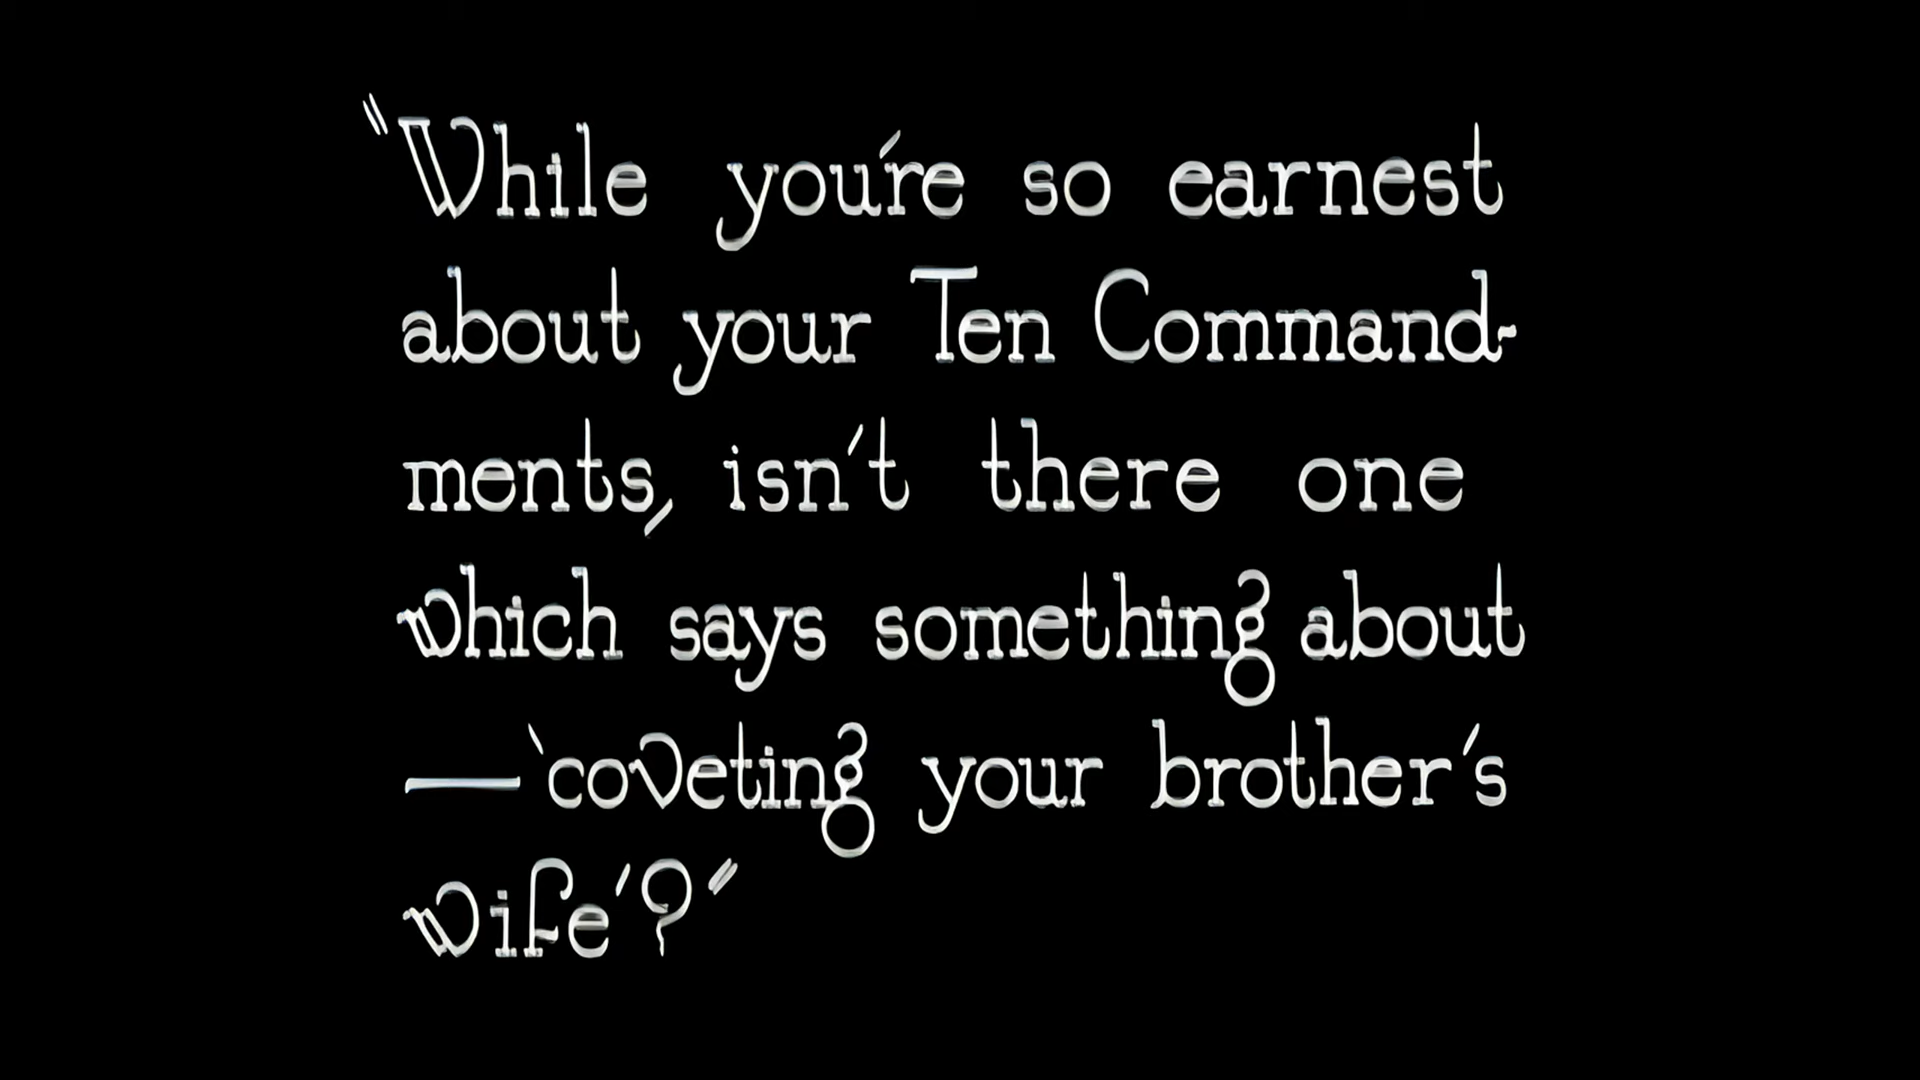 "While you're so earnest
about your Ten Command-
ments, isn't there one
which says something about
—'coveting your brother's
wife'?"